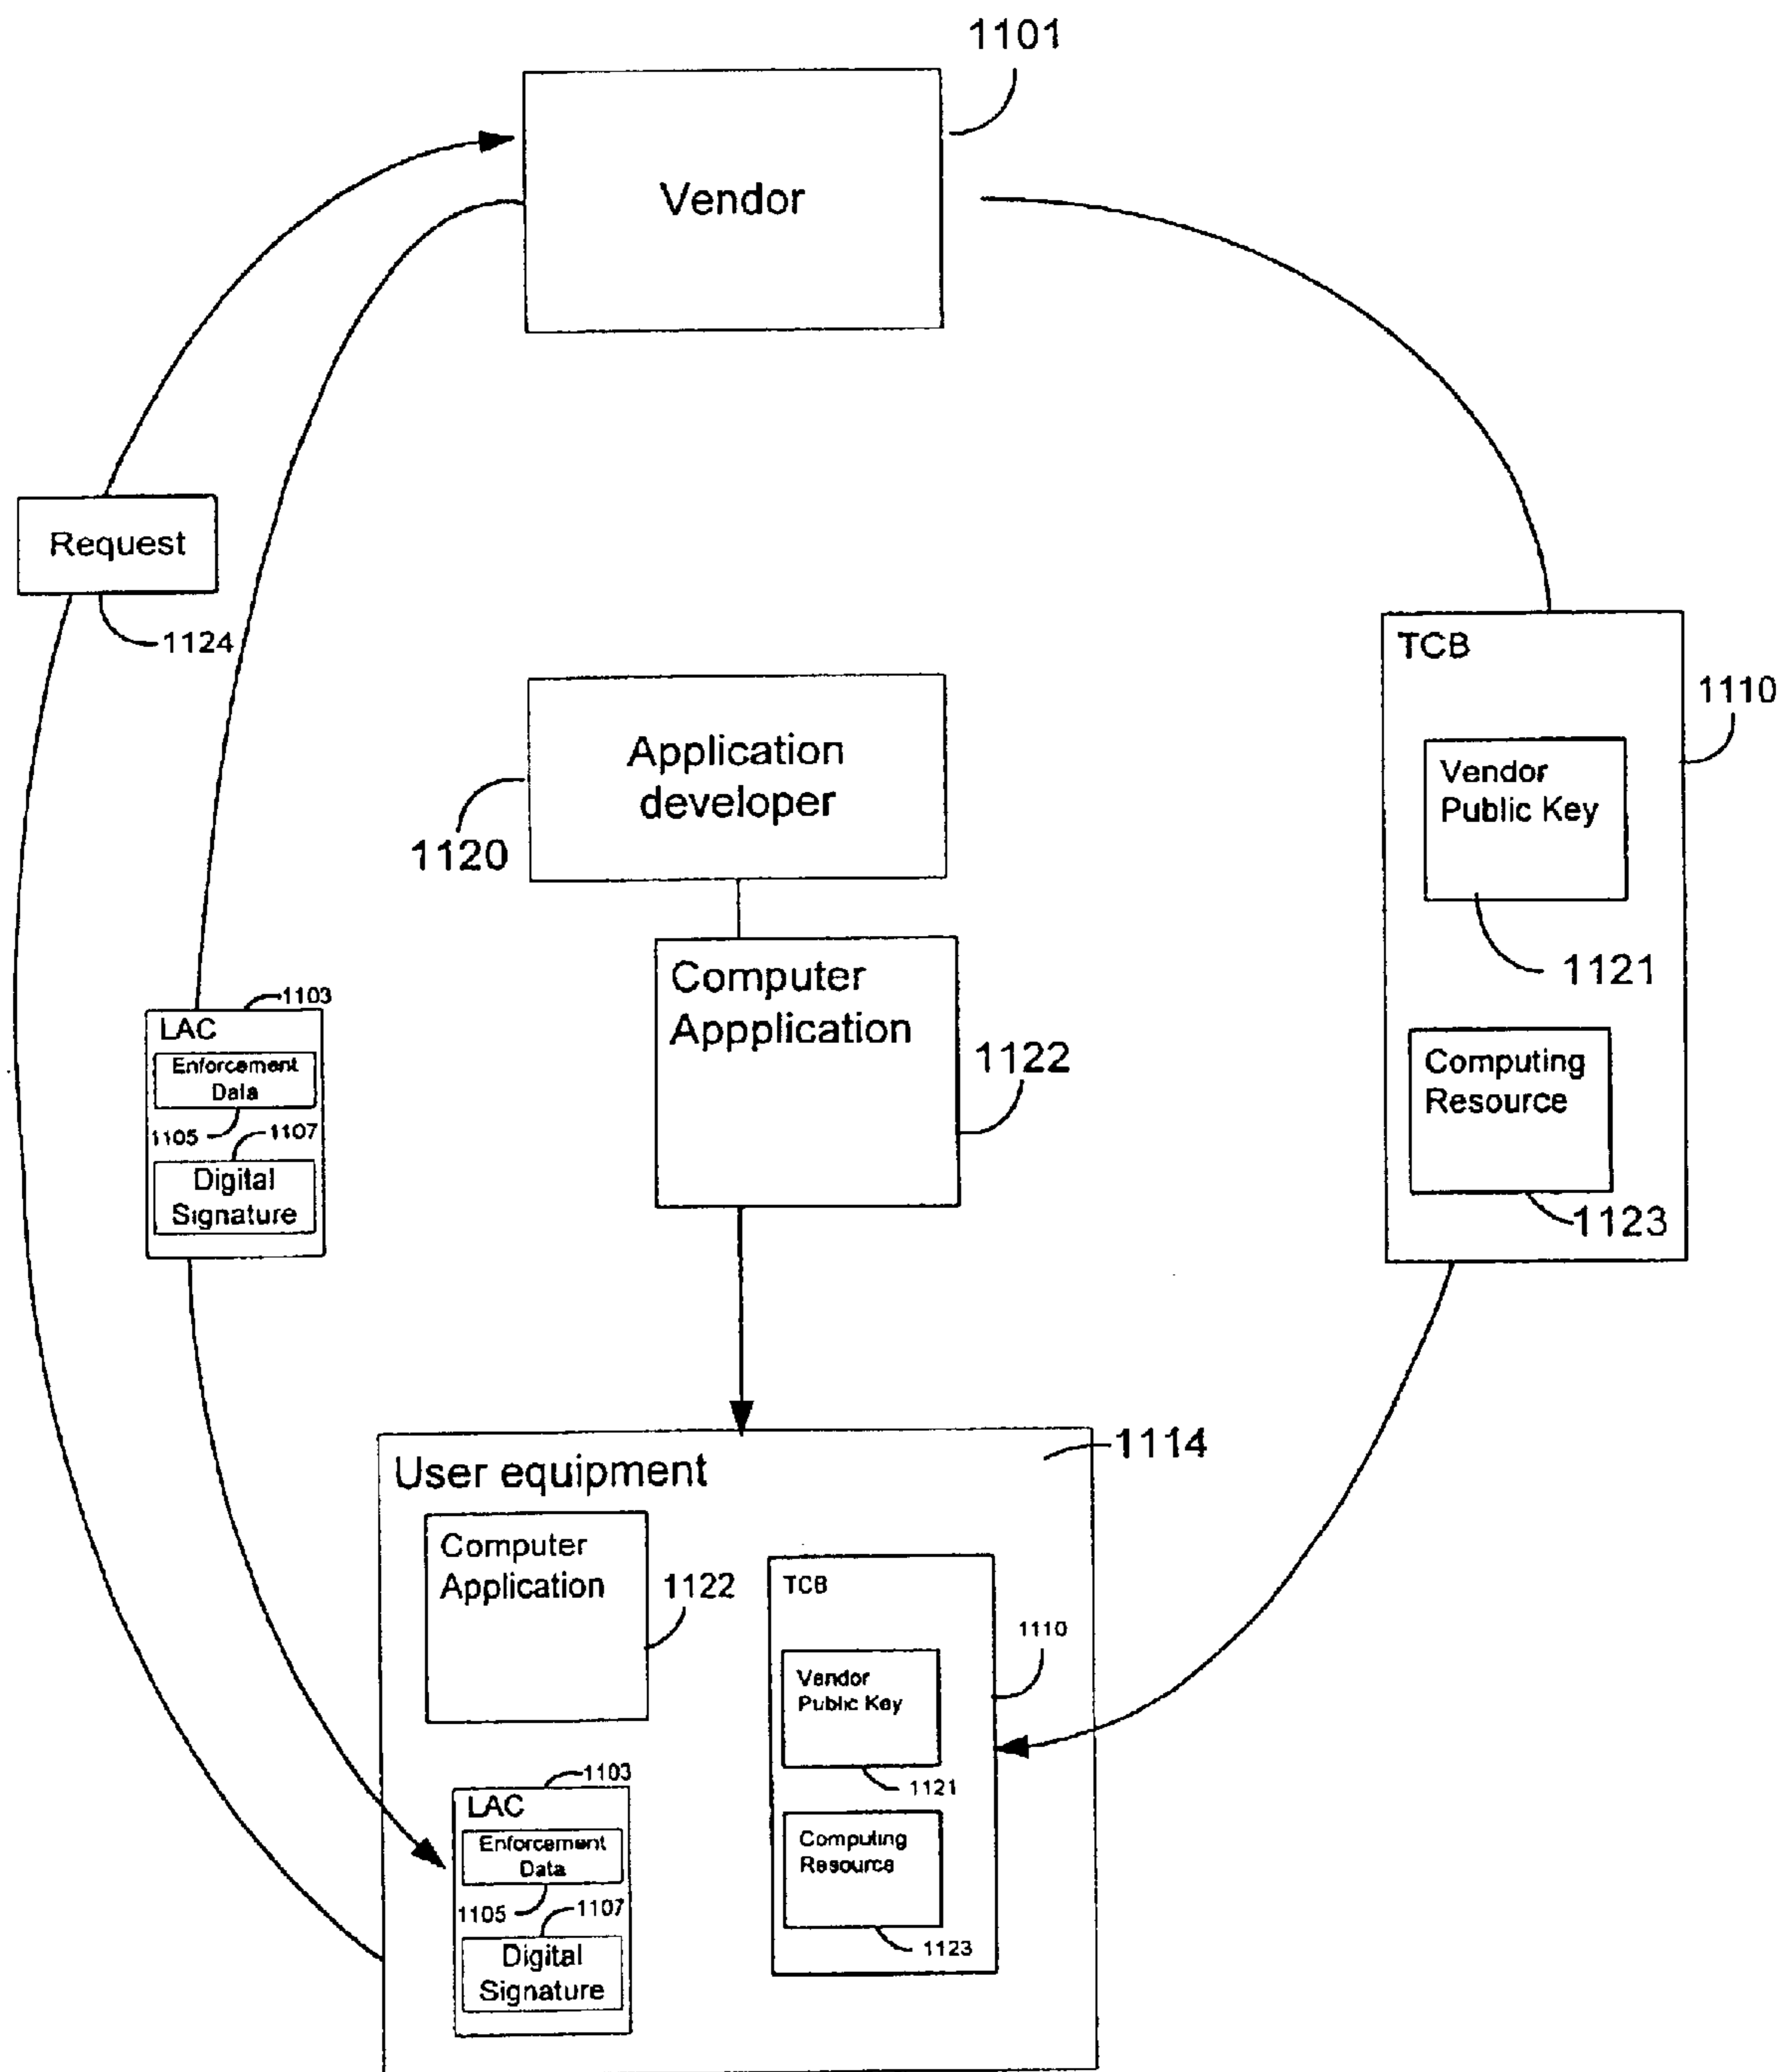 1101
Vendor
Request
1124
TCB
1110
Vendor
Public Key
1121
Computing
Resource
1123
Application
developer
1120
Computer
Appplication
1122
1103
LAC
Enforcement
Data
1105
1107
Digital
Signature
1114
User equipment
Computer
Application
1122
TCB
1110
Vendor
Public Key
1121
Computing
Resource
1123
1103
LAC
Enforcement
Data
1105
1107
Digital
Signature